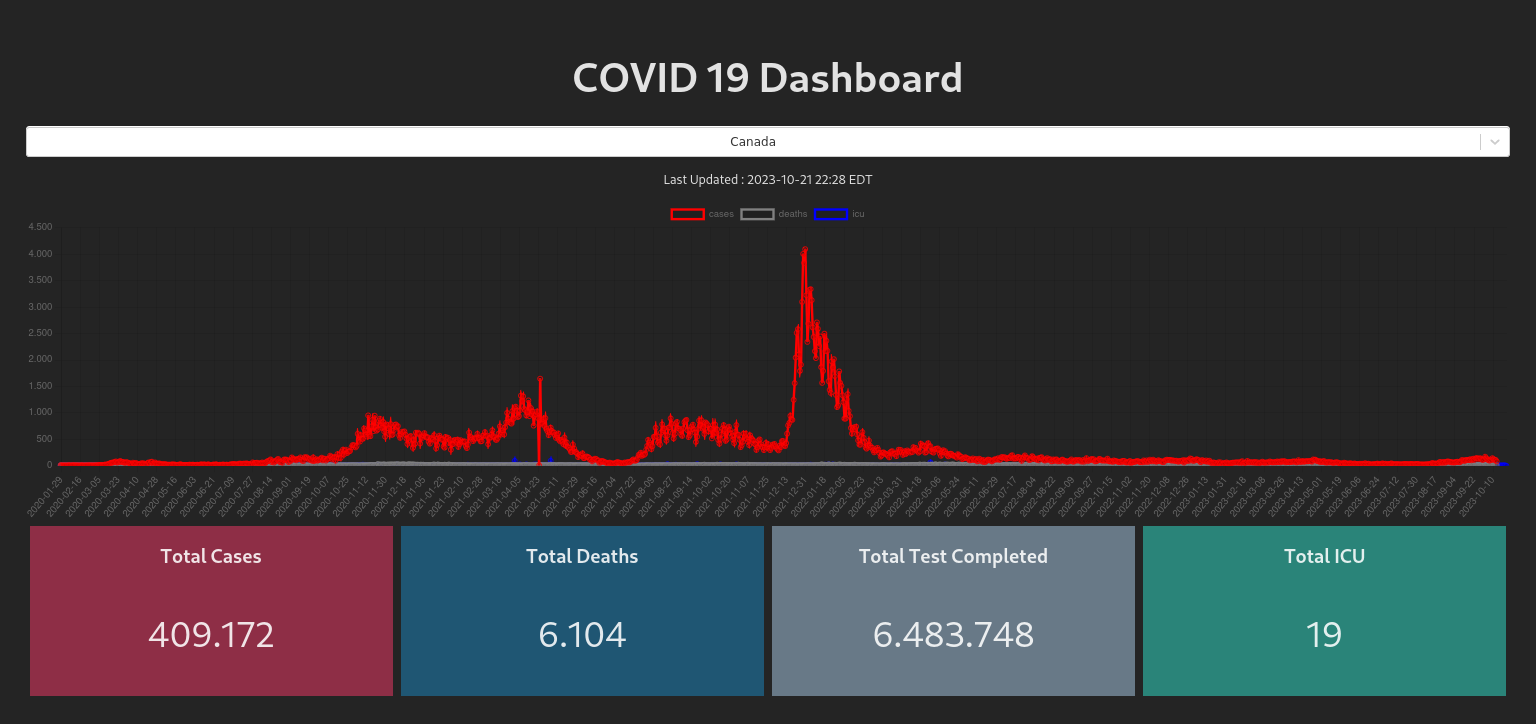 COVID 19 Dashboard
Canada
Last Updated : 2023-10-21 22:28 EDT
cases deaths icu
4.500
4.000
3.500
3.000
2.500
2.000
1.500
1.000
500
0
2020-01-29 2020-02-16 2020-03-05 2020-03-23 2020-04-10 2020-04-28 2020-05-16 2020-06-03 2020-06-21 2020-07-09 2020-07-27 2020-08-14 2020-09-01 2020-09-19 2020-10-07 2020-10-25 2020-11-12 2020-11-30 2020-12-18 2021-01-05 2021-01-23 2021-02-10 2021-02-28 2021-03-18 2021-04-05 2021-04-23 2021-05-11 2021-05-29 2021-06-16 2021-07-04 2021-07-22 2021-08-09 2021-08-27 2021-09-14 2021-10-02 2021-10-20 2021-11-07 2021-11-25 2021-12-13 2021-12-31 2022-01-18 2022-02-05 2022-02-23 2022-03-13 2022-03-31 2022-04-18 2022-05-06 2022-05-24 2022-06-11 2022-06-29 2022-07-17 2022-08-04 2022-08-22 2022-09-09 2022-09-27 2022-10-15 2022-11-02 2022-11-20 2022-12-08 2022-12-26 2023-01-13 2023-01-31 2023-02-18 2023-03-08 2023-03-26 2023-04-13 2023-05-01 2023-05-19 2023-06-06 2023-06-24 2023-07-12 2023-07-30 2023-08-17 2023-09-04 2023-09-22 2023-10-10
Total Cases Total Deaths Total Test Completed Total ICU
409.172 6.104 6.483.748 19